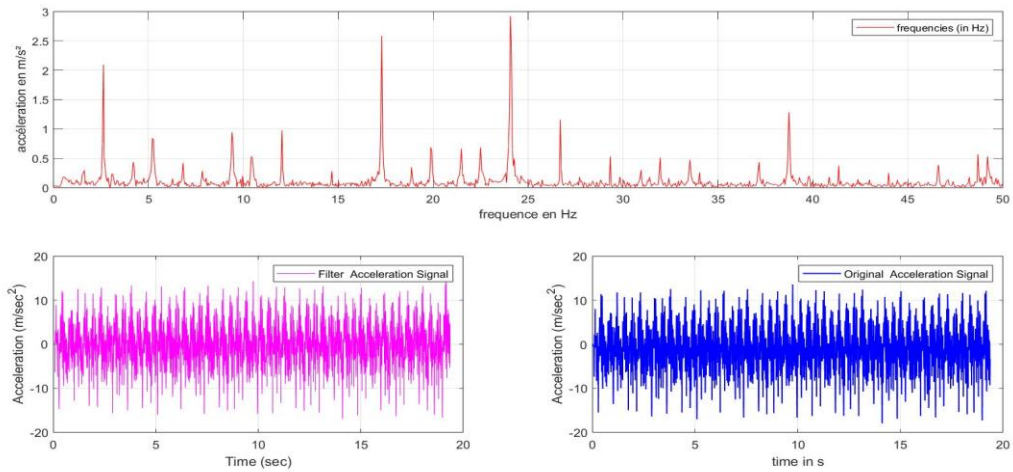 3
2.5
2
1.5
1
0.5
0
accéleration en m/s²
frequencies (in Hz)
0 5 10 15 20 25 30 35 40 45 50
frequence en Hz
20
10
0
-10
-20
Acceleration (m/sec²)
Filter Acceleration Signal
0 5 10 15 20
Time (sec)
20
10
0
-10
-20
Acceleration (m/sec²)
Original Acceleration Signal
0 5 10 15 20
time in s